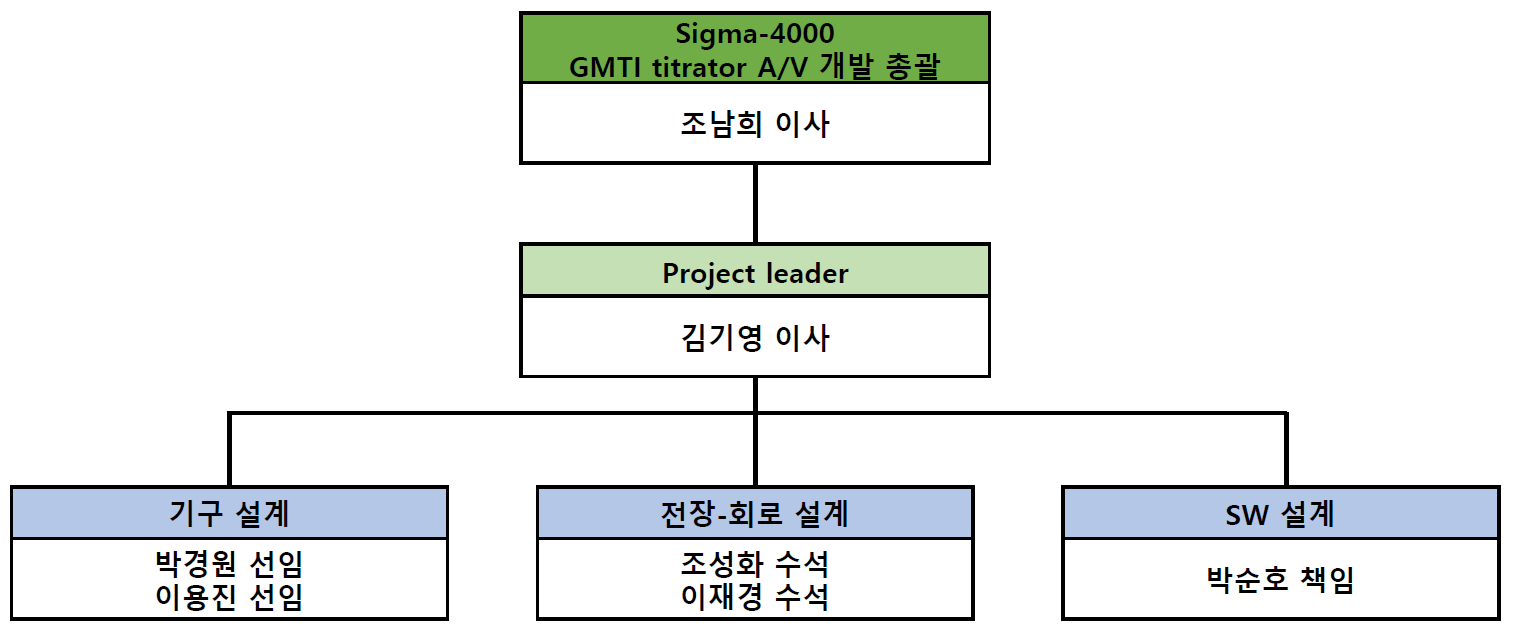 Sigma-4000
GMTI titrator A/V 개발 총괄
조남희 이사
Project leader
김기영 이사
기구 설계
박경원 선임
이용진 선임
전장-회로 설계
조성화 수석
이재경 수석
SW 설계
박순호 책임